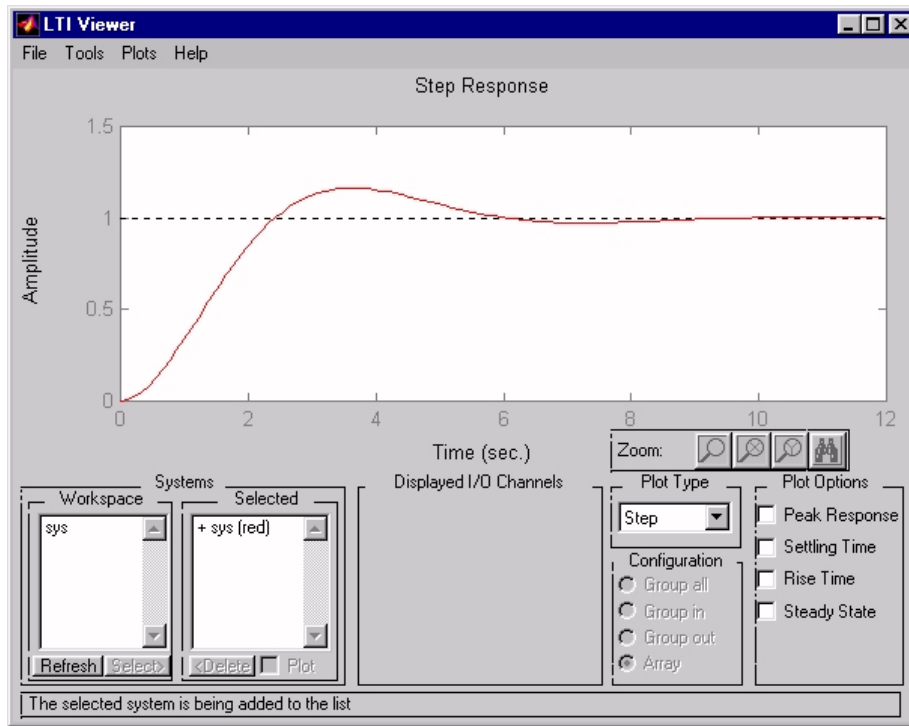 LTI Viewer
File Tools Plots Help
Step Response
1.5
1
0.5
0
Amplitude
0 2 4 6 8 10 12
Time (sec.)
Zoom:
Systems
Workspace
sys
Refresh Select>
Selected
+ sys (red)
<Delete Plot
Displayed I/O Channels
Plot Type
Step
Configuration
Group all
Group in
Group out
Array
Plot Options
Peak Response
Settling Time
Rise Time
Steady State
The selected system is being added to the list